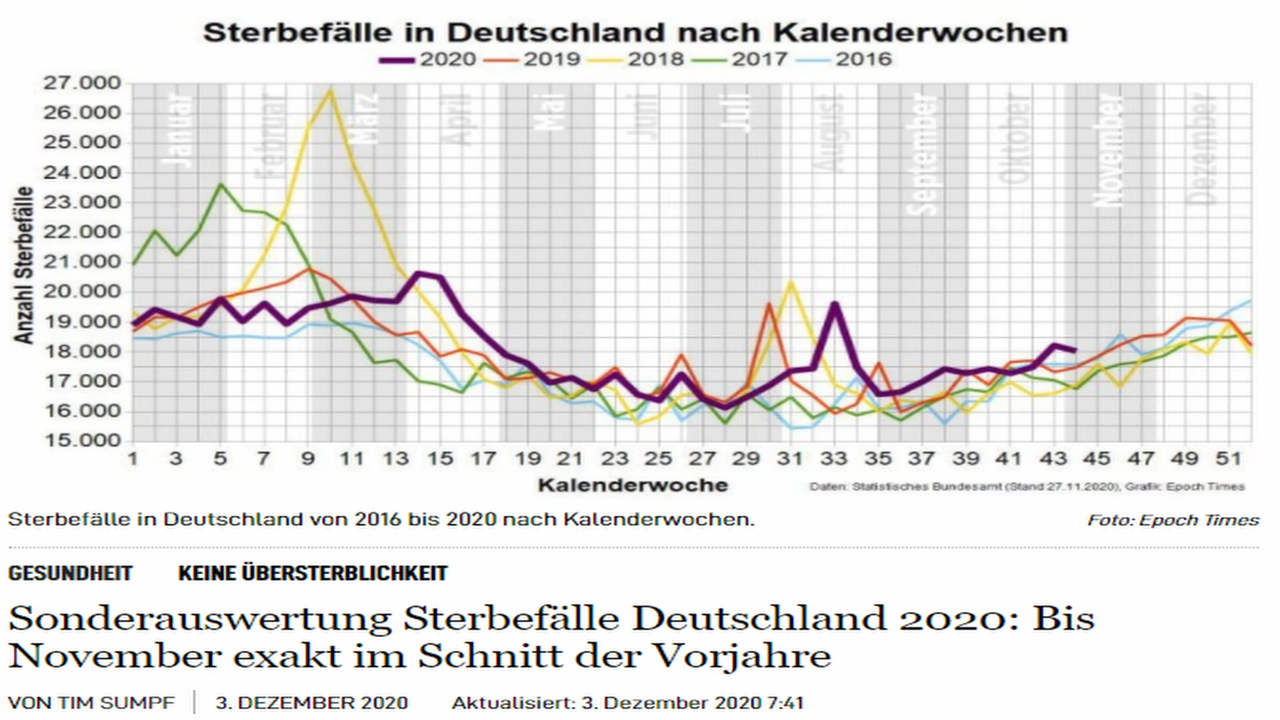 Sterbefälle in Deutschland nach Kalenderwochen
2020 2019 2018 2017 2016
27.000
26.000
25.000
24.000
23.000
22.000
21.000
20.000
19.000
18.000
17.000
16.000
15.000
Anzahl Sterbefälle
Januar Februar März April Mai Juni Juli August September Oktober November Dezember
1 3 5 7 9 11 13 15 17 19 21 23 25 27 29 31 33 35 37 39 41 43 45 47 49 51
Kalenderwoche
Daten: Statistisches Bundesamt (Stand 27.11.2020), Grafik: Epoch Times
Sterbefälle in Deutschland von 2016 bis 2020 nach Kalenderwochen.
Foto: Epoch Times
GESUNDHEIT KEINE ÜBERSTERBLICHKEIT
Sonderauswertung Sterbefälle Deutschland 2020: Bis
November exakt im Schnitt der Vorjahre
VON TIM SUMPF | 3. DEZEMBER 2020 Aktualisiert: 3. Dezember 2020 7:41